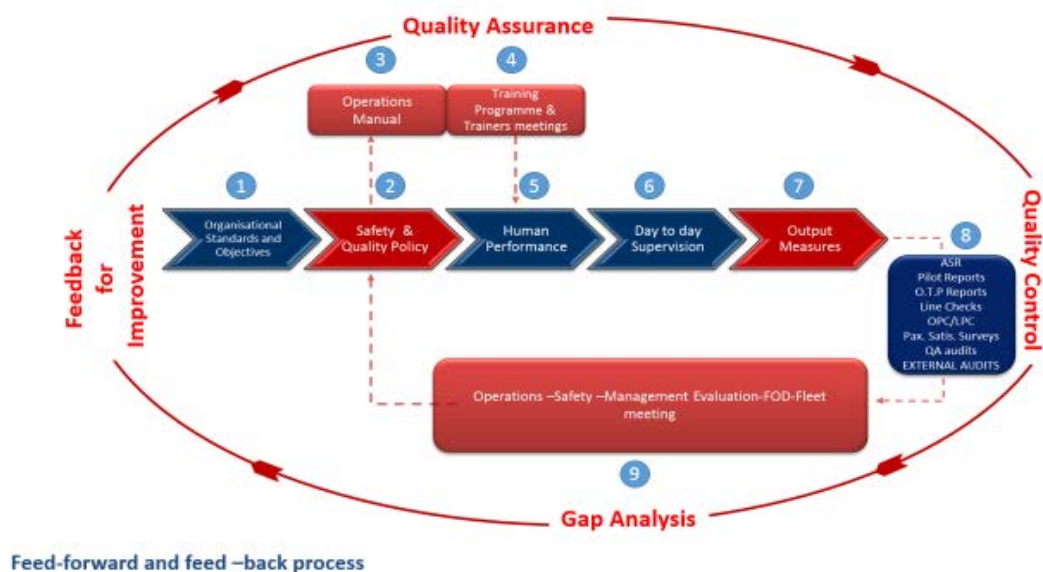 Quality Assurance
3
4
Operations
Manual
Training
Programme &
Trainers meetings
1
2
5
6
7
Organisational
Standards and
Objectives
Safety &
Quality Policy
Human
Performance
Day to day
Supervision
Output
Measures
8
ASR
Pilot Reports
O.T.P Reports
Line Checks
OPC/LPC
Pax. Satis. Surveys
QA audits
EXTERNAL AUDITS
Quality Control
Feedback
for
Improvement
Operations –Safety –Management Evaluation-FOD-Fleet
meeting
9
Gap Analysis
Feed-forward and feed –back process